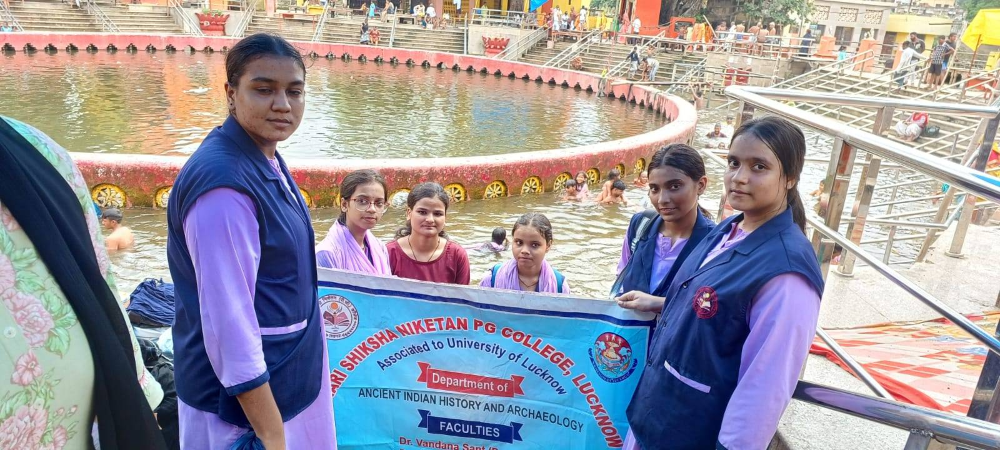 ARI SHIKSHA NIKETAN PG COLLEGE, LUCKNOW
Associated to University of Lucknow
Department of
ANCIENT INDIAN HISTORY AND ARCHAEOLOGY
FACULTIES
Dr. Vandana Sant